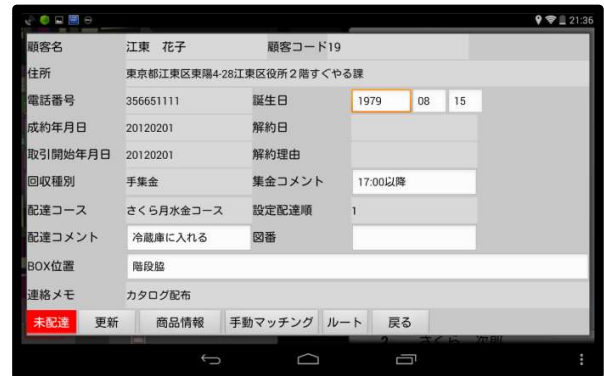 21:36
顧客名 江東 花子 顧客コード19
住所 東京都江東区東陽4-28江東区役所2階すぐやる課
電話番号 356651111 誕生日 1979 08 15
成約年月日 20120201 解約日
取引開始年月日 20120201 解約理由
回収種別 手集金 集金コメント 17:00以降
配達コース さくら月水金コース 設定配達順 1
配達コメント 冷蔵庫に入れる 図番
BOX位置 階段脇
連絡メモ カタログ配布
未配達 更新 商品情報 手動マッチング ルート 戻る